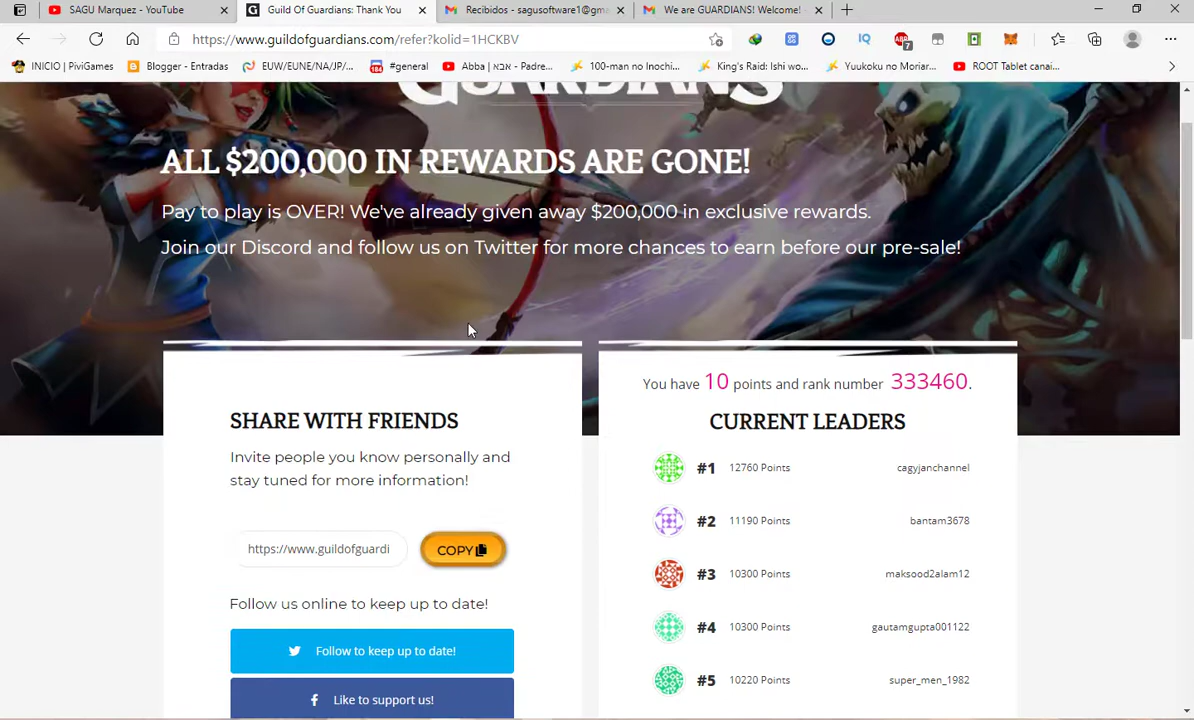 SAGU Marquez - YouTube
Guild Of Guardians: Thank You
Recibidos - sagusoftware1@gm
We are GUARDIANS! Welcome! -
https://www.guildofguardians.com/refer?kolid=1HCKBV
ABP
7
IQ
INICIO | PiviGames
Blogger - Entradas
EUW/EUNE/NA/JP/...
184
#general
Abba | אבא - Padre...
100-man no Inochi...
King's Raid: Ishi wo...
Yuukoku no Moriar...
ROOT Tablet canai...
GUARDIANS
ALL $200,000 IN REWARDS ARE GONE!
Pay to play is OVER! We've already given away $200,000 in exclusive rewards.
Join our Discord and follow us on Twitter for more chances to earn before our pre-sale!
SHARE WITH FRIENDS
Invite people you know personally and
stay tuned for more information!
https://www.guildofguardi
COPY
Follow us online to keep up to date!
Follow to keep up to date!
Like to support us!
You have 10 points and rank number 333460.
CURRENT LEADERS
#1 12760 Points cagyjanchannel
#2 11190 Points bantam3678
#3 10300 Points maksood2alam12
#4 10300 Points gautamgupta001122
#5 10220 Points super_men_1982